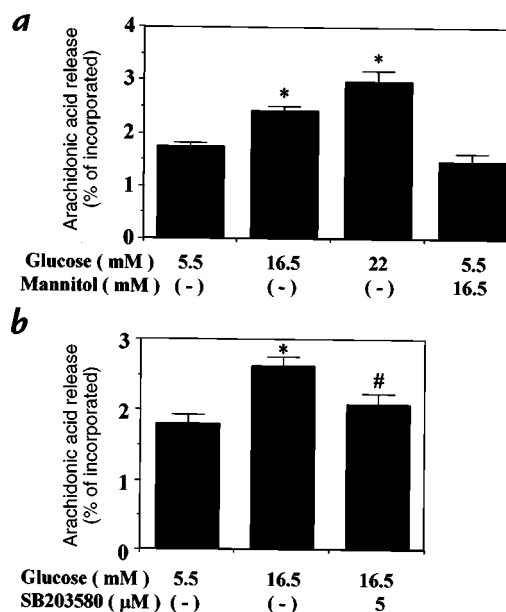 a
Arachidonic acid release
(% of incorporated)
4
3
2
1
0
*
*
Glucose ( mM ) 5.5 16.5 22 5.5
Mannitol ( mM ) ( - ) ( - ) ( - ) 16.5
b
Arachidonic acid release
(% of incorporated)
3
2
1
0
*
#
Glucose ( mM ) 5.5 16.5 16.5
SB203580 ( μM ) ( - ) ( - ) 5